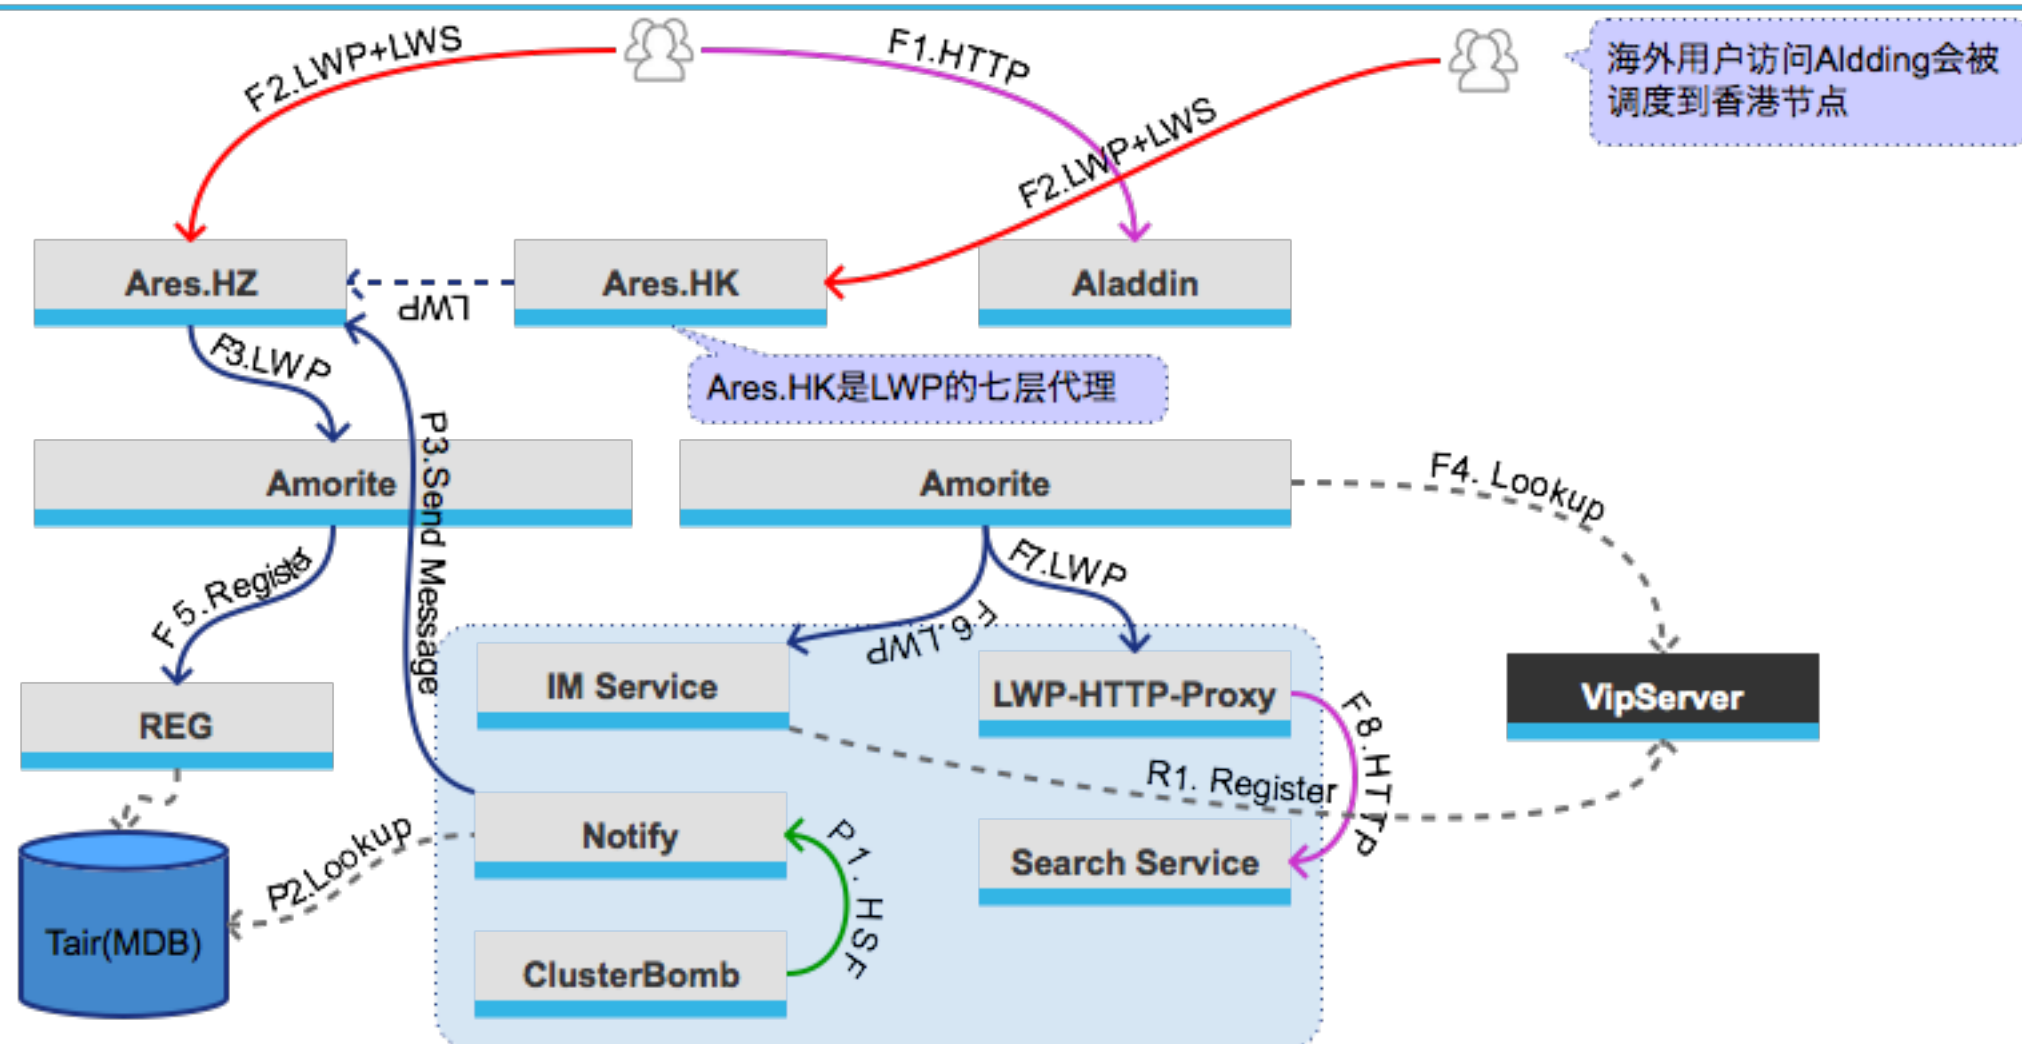 F2.LWP+LWS
F1.HTTP
海外用户访问Aldding会被
调度到香港节点
F2.LWP+LWS
Ares.HZ
LWP
Ares.HK
Aladdin
F3.LWP
Ares.HK是LWP的七层代理
P3.Send Message
Amorite
Amorite
F4. Lookup
F5.Register
F7.LWP
F6.LWP
IM Service
LWP-HTTP-Proxy
VipServer
REG
F8.HTTP
R1. Register
Notify
P2.Lookup
P1. HSF
Search Service
Tair(MDB)
ClusterBomb